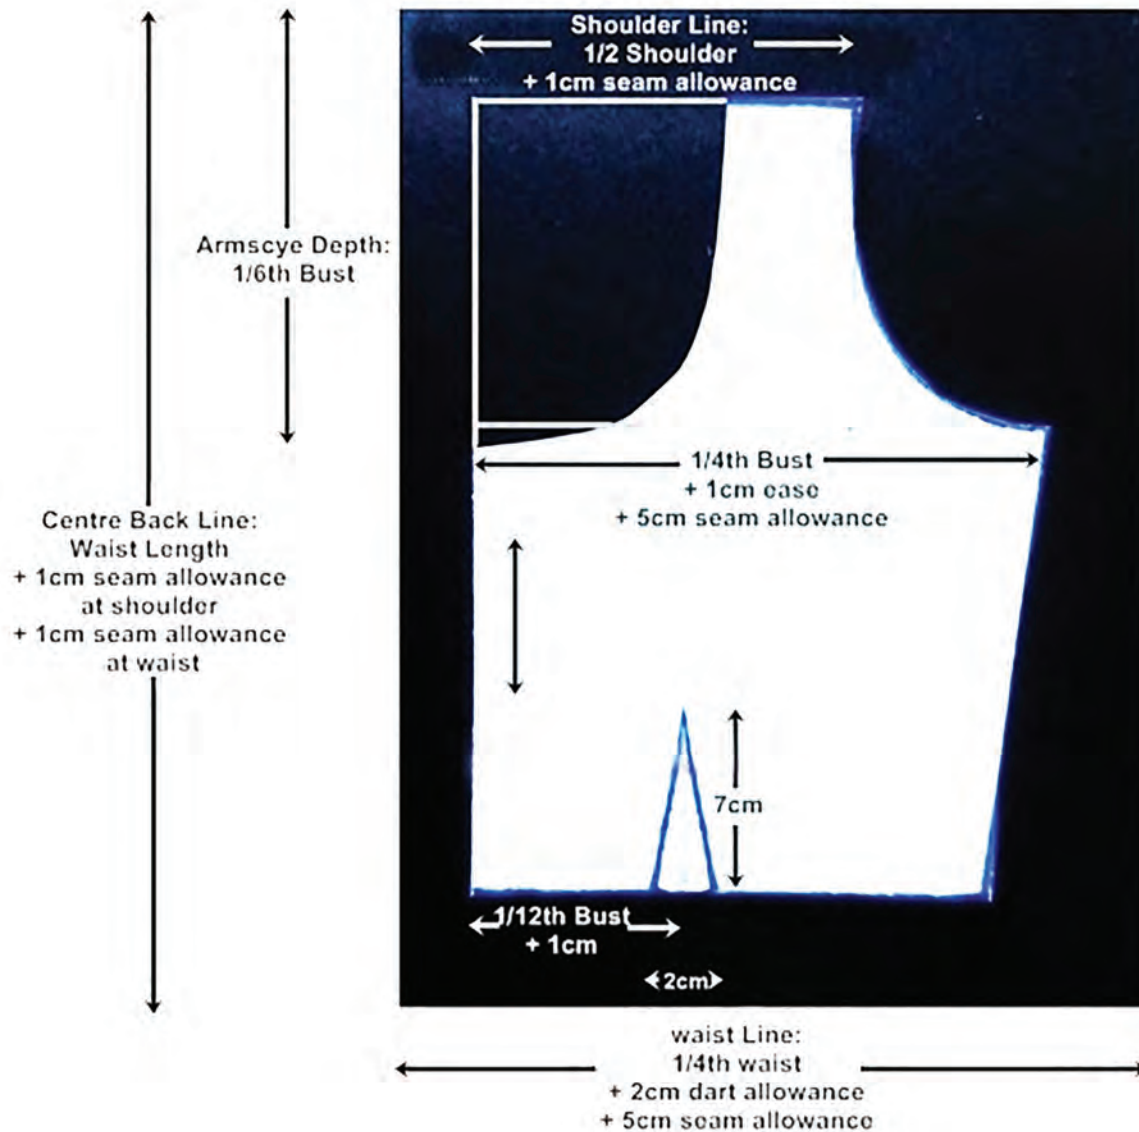 Shoulder Line:
1/2 Shoulder
+ 1cm seam allowance
Armscye Depth:
1/6th Bust
1/4th Bust
+ 1cm ease
+ 5cm seam allowance
Centre Back Line:
Waist Length
+ 1cm seam allowance
at shoulder
+ 1cm seam allowance
at waist
7cm
1/12th Bust
+ 1cm
2cm
waist Line:
1/4th waist
+ 2cm dart allowance
+ 5cm seam allowance